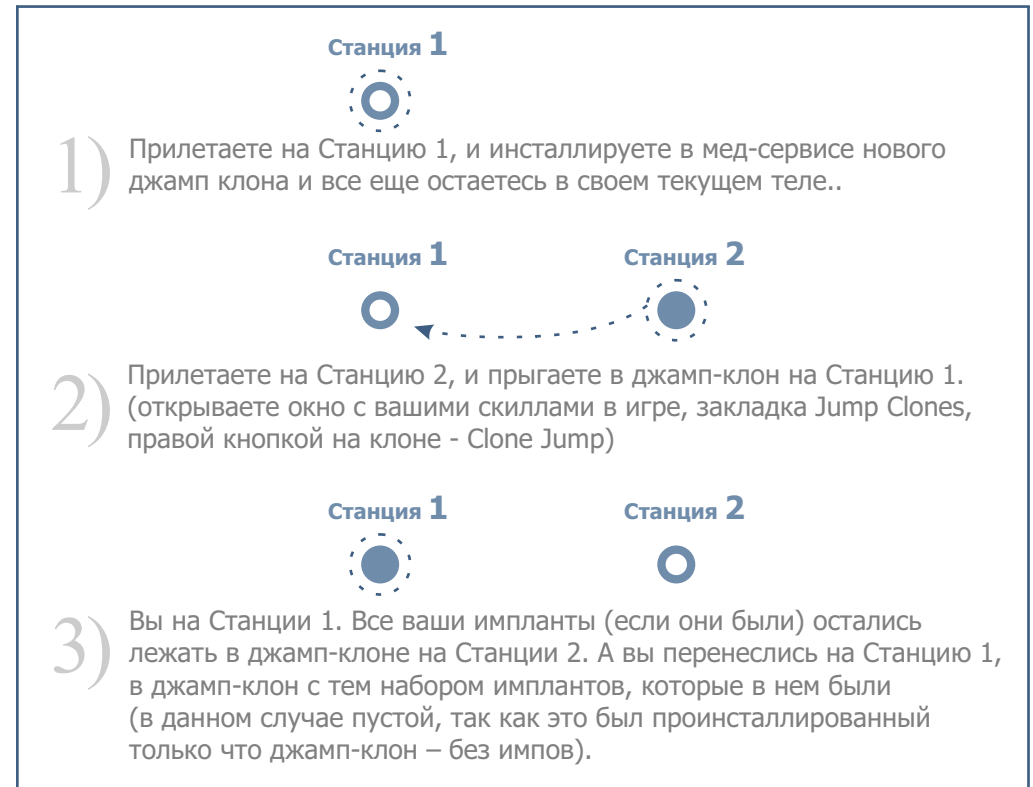 Станция 1
1) Прилетаете на Станцию 1, и инсталлируете в мед-сервисе нового
джамп клона и все еще остаетесь в своем текущем теле..
Станция 1 Станция 2
2) Прилетаете на Станцию 2, и прыгаете в джамп-клон на Станцию 1.
(открываете окно с вашими скиллами в игре, закладка Jump Clones,
правой кнопкой на клоне - Clone Jump)
Станция 1 Станция 2
3) Вы на Станции 1. Все ваши импланты (если они были) остались
лежать в джамп-клоне на Станции 2. А вы перенеслись на Станцию 1,
в джамп-клон с тем набором имплантов, которые в нем были
(в данном случае пустой, так как это был проинсталлированный
только что джамп-клон – без импов).